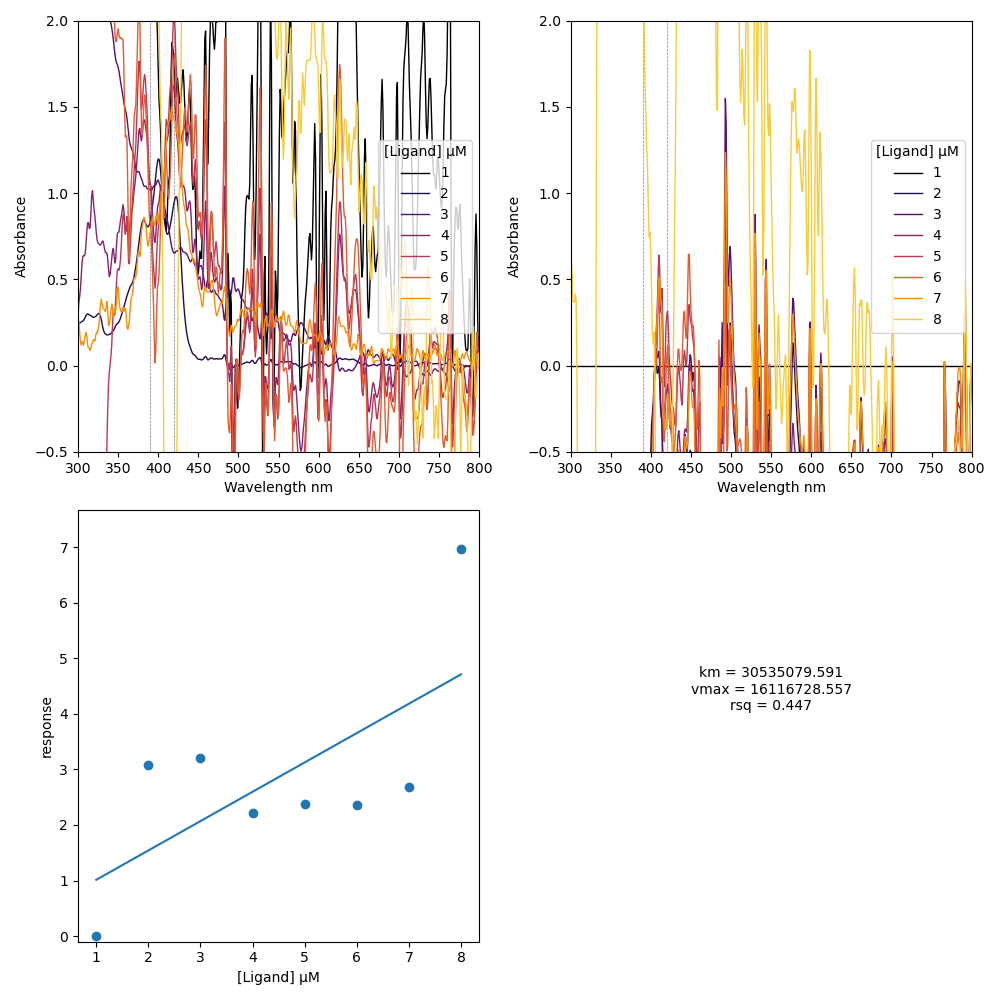 2.0
1.5
1.0
0.5
0.0
−0.5
Absorbance
300 350 400 450 500 550 600 650 700 750 800
Wavelength nm
[Ligand] μM
1
2
3
4
5
6
7
8
2.0
1.5
1.0
0.5
0.0
−0.5
Absorbance
300 350 400 450 500 550 600 650 700 750 800
Wavelength nm
[Ligand] μM
1
2
3
4
5
6
7
8
7
6
5
4
3
2
1
0
response
1 2 3 4 5 6 7 8
[Ligand] μM
km = 30535079.591
vmax = 16116728.557
rsq = 0.447